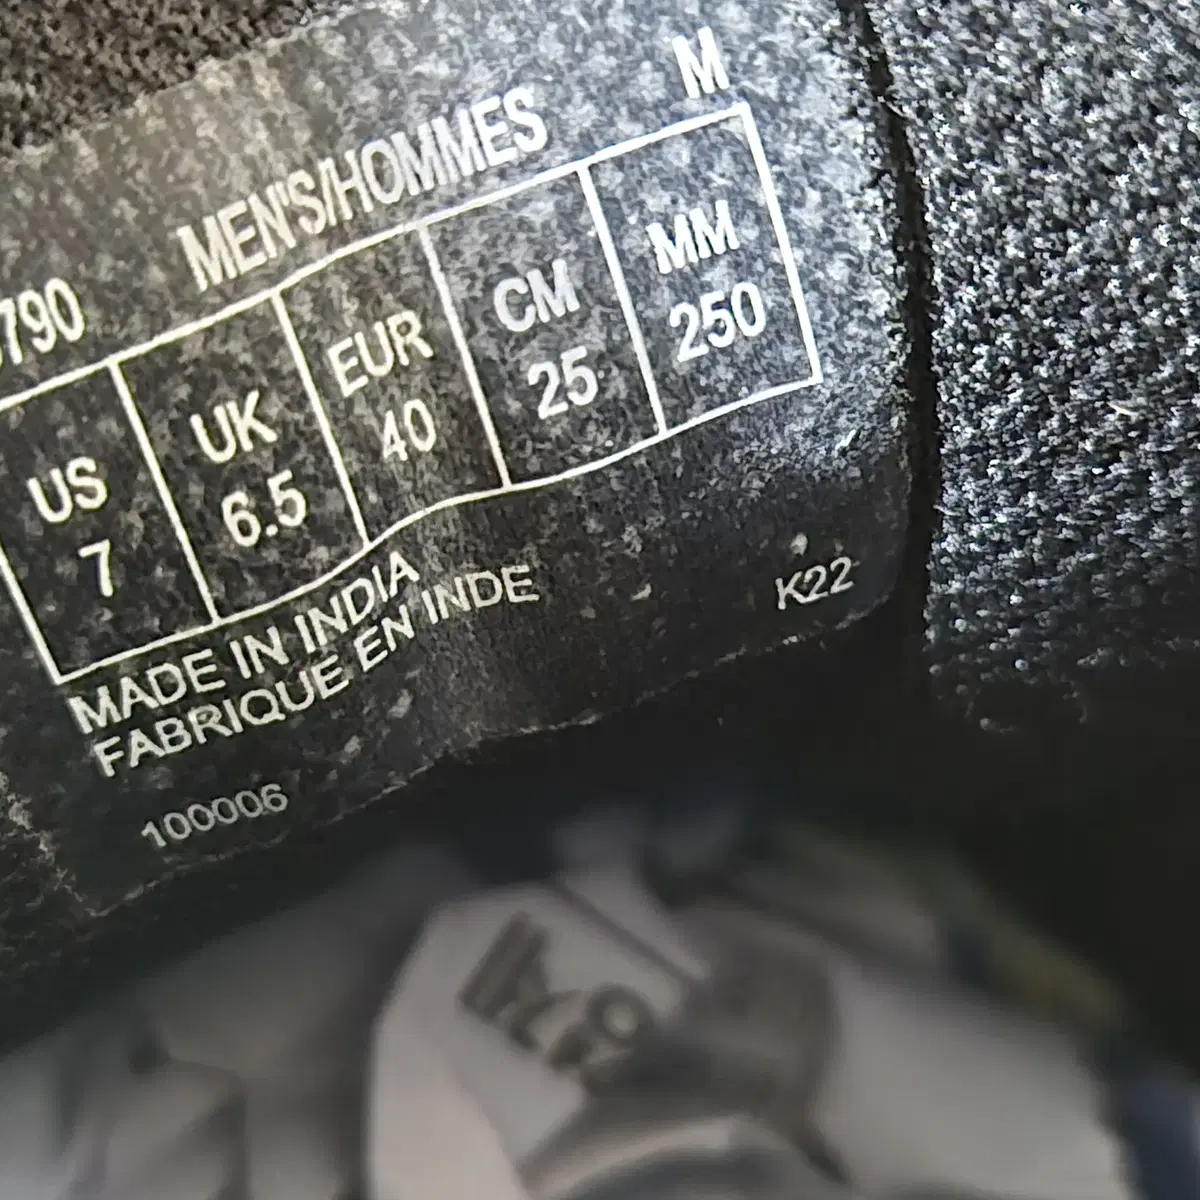 M
MEN'S/HOMMES
790
US UK EUR CM MM
7 6.5 40 25 250
MADE IN INDIA
FABRIQUE EN INDE
K22
100006